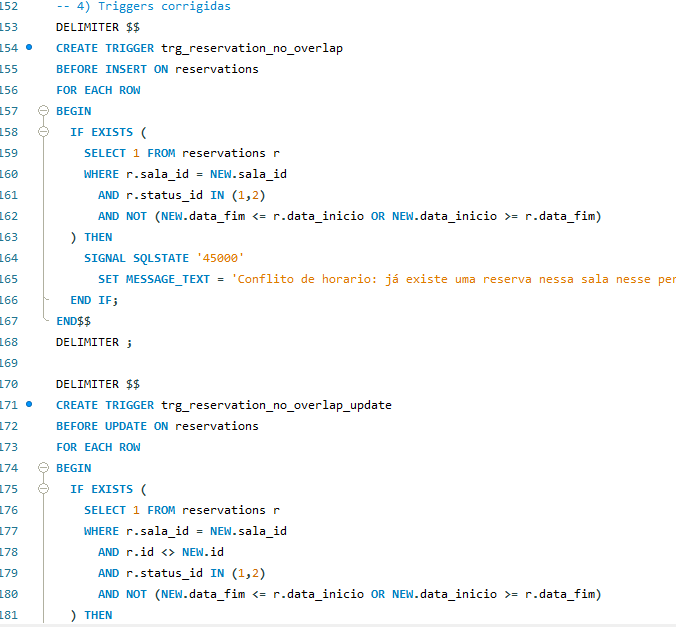 152 -- 4) Triggers corrigidas
153 DELIMITER $$
154 CREATE TRIGGER trg_reservation_no_overlap
155 BEFORE INSERT ON reservations
156 FOR EACH ROW
157 BEGIN
158 IF EXISTS (
159 SELECT 1 FROM reservations r
160 WHERE r.sala_id = NEW.sala_id
161 AND r.status_id IN (1,2)
162 AND NOT (NEW.data_fim <= r.data_inicio OR NEW.data_inicio >= r.data_fim)
163 ) THEN
164 SIGNAL SQLSTATE '45000'
165 SET MESSAGE_TEXT = 'Conflito de horario: já existe uma reserva nessa sala nesse per
166 END IF;
167 END$$
168 DELIMITER ;
169
170 DELIMITER $$
171 CREATE TRIGGER trg_reservation_no_overlap_update
172 BEFORE UPDATE ON reservations
173 FOR EACH ROW
174 BEGIN
175 IF EXISTS (
176 SELECT 1 FROM reservations r
177 WHERE r.sala_id = NEW.sala_id
178 AND r.id <> NEW.id
179 AND r.status_id IN (1,2)
180 AND NOT (NEW.data_fim <= r.data_inicio OR NEW.data_inicio >= r.data_fim)
181 ) THEN